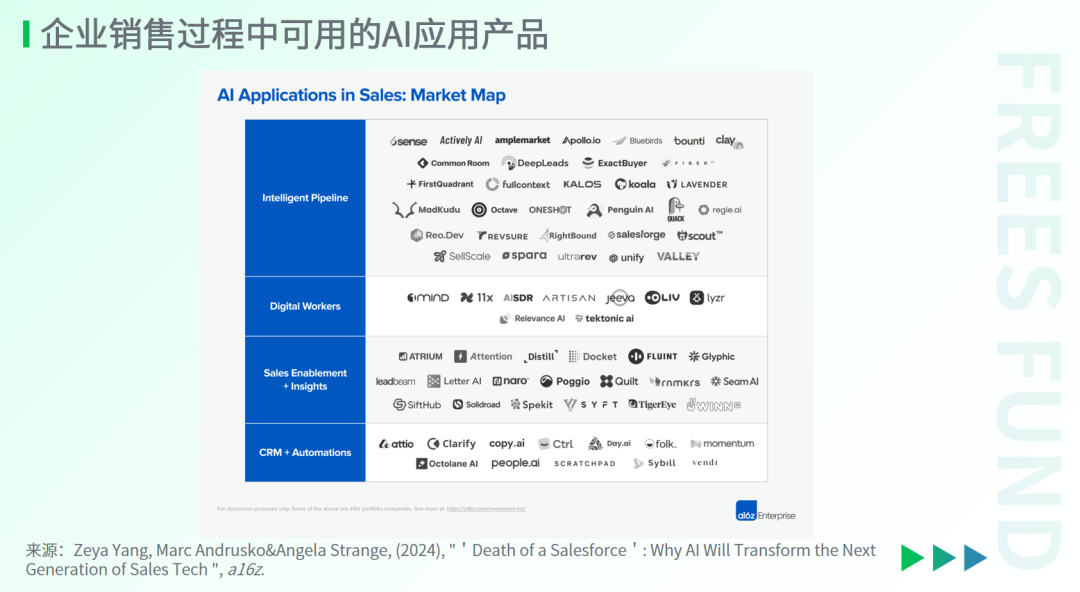 企业销售过程中可用的AI应用产品
AI Applications in Sales: Market Map
Intelligent Pipeline
6sense Actively AI amplemarket Apollo.io Bluebirds bounti clay
Common Room DeepLeads ExactBuyer FIBER
FirstQuadrant fullcontext KALOS koala LAVENDER
MadKudu Octave ONESHOT Penguin AI QUACK regie.ai
Reo.Dev REVSURE RightBound salesforge scout™
SellScale spara ultrarev unify VALLEY
Digital Workers
1MIND 11x AiSDR ARTISAN jeeva OLIV lyzr
Relevance AI tektonic ai
Sales Enablement
+ Insights
ATRIUM Attention Distill Docket FLUINT Glyphic
leadbeam Letter AI naro Poggio Quilt rnmkrs Seam AI
SiftHub Solidroad Spekit SYFT TigerEye WINN
CRM + Automations
attio Clarify copy.ai Ctrl Day.ai folk. momentum
Octolane AI people.ai SCRATCHPAD Sybill vendi
For discussion purposes only. Some of the above are a16z portfolio companies. See more at: https://a16z.com/investment-list/
a16z Enterprise
来源：Zeya Yang, Marc Andrusko&Angela Strange, (2024), " ' Death of a Salesforce ' : Why AI Will Transform the Next
Generation of Sales Tech ", a16z.
FREES FUND